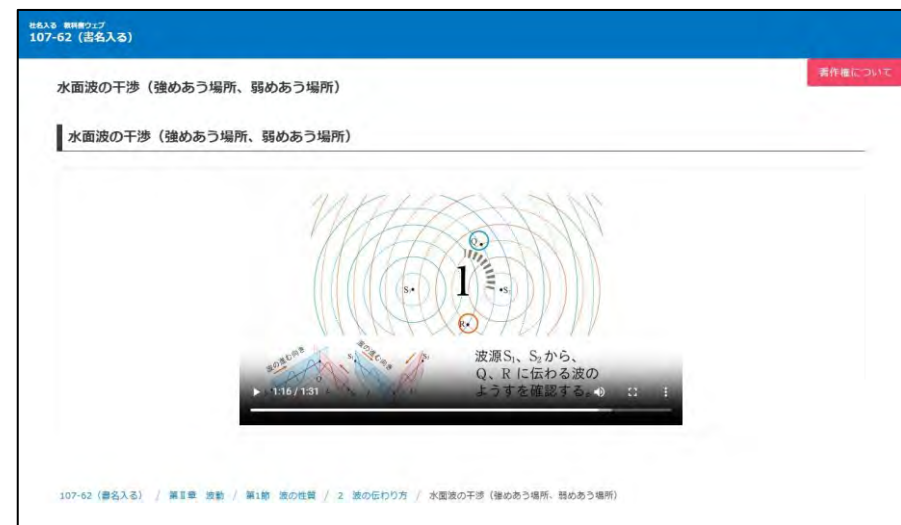 社名入る 教科書ウェブ
107-62（書名入る）
著作権について
水面波の干渉（強めあう場所、弱めあう場所）
水面波の干渉（強めあう場所、弱めあう場所）
Q
1
S₁
S₂
R
波の進む向き
波の進む向き
S₁
S₂
Q
波源S₁、S₂から、
Q、R に伝わる波の
ようすを確認する。
1:16 / 1:31
107-62（書名入る） / 第Ⅱ章 波動 / 第1節 波の性質 / 2 波の伝わり方 / 水面波の干渉（強めあう場所、弱めあう場所）